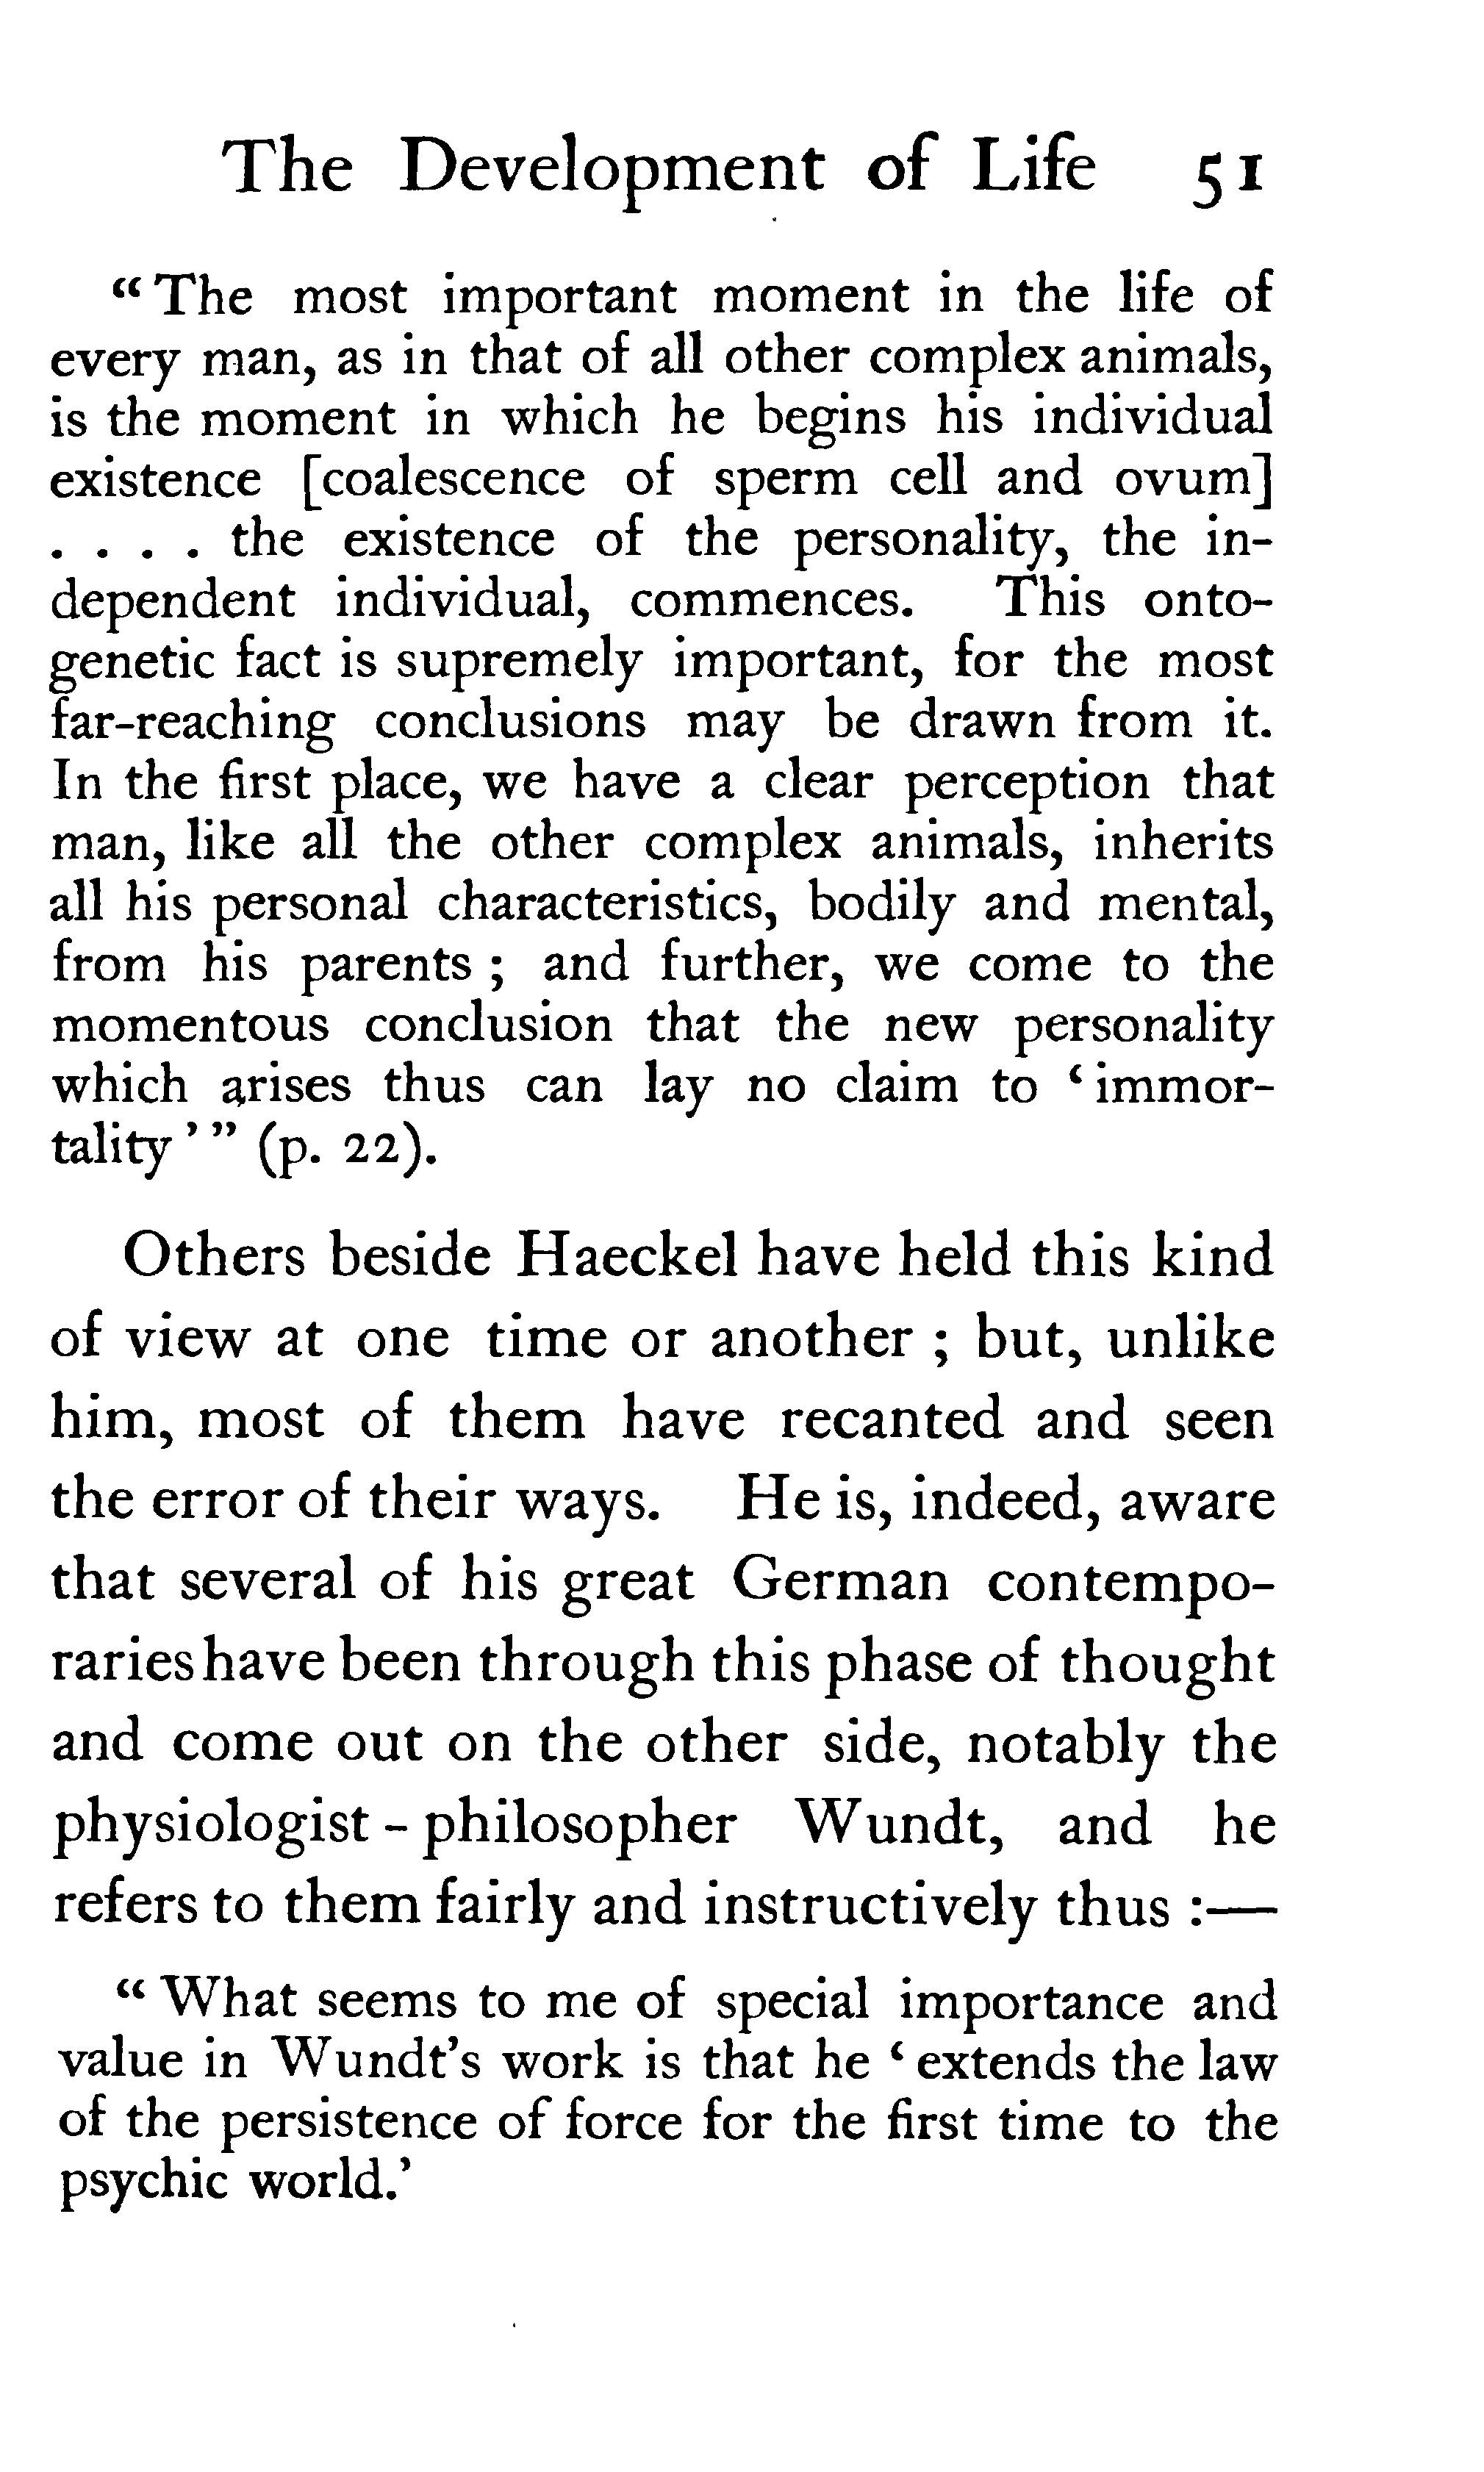 The Development of Life 51
“ The most important moment in the life of
every man, as in that of all other complex animals,
is the moment in which he begins his individual
existence [coalescence of sperm cell and ovum]
. . . . the existence of the personality, the in-
dependent individual, commences. This onto-
genetic fact is supremely important, for the most
far-reaching conclusions may be drawn from it.
In the first place, we have a clear perception that
man, like all the other complex animals, inherits
all his personal characteristics, bodily and mental,
from his parents ; and further, we come to the
momentous conclusion that the new personality
which arises thus can lay no claim to ‘ immor-
tality ’ ” (p. 22).
Others beside Haeckel have held this kind
of view at one time or another ; but, unlike
him, most of them have recanted and seen
the error of their ways. He is, indeed, aware
that several of his great German contempo-
raries have been through this phase of thought
and come out on the other side, notably the
physiologist - philosopher Wundt, and he
refers to them fairly and instructively thus :—
“ What seems to me of special importance and
value in Wundt’s work is that he ‘ extends the law
of the persistence of force for the first time to the
psychic world.’